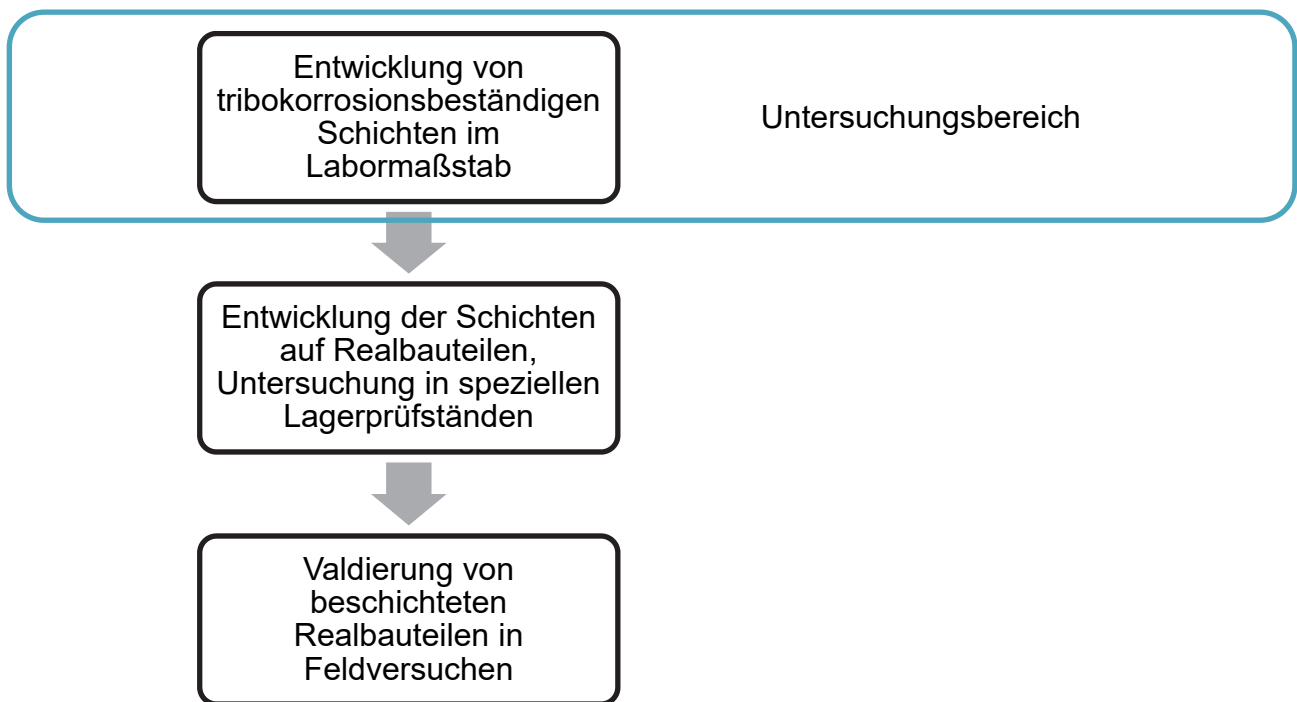 Entwicklung von
tribokorrosionsbeständigen
Schichten im
Labormaßstab
Untersuchungsbereich
Entwicklung der Schichten
auf Realbauteilen,
Untersuchung in speziellen
Lagerprüfständen
Valdierung von
beschichteten
Realbauteilen in
Feldversuchen